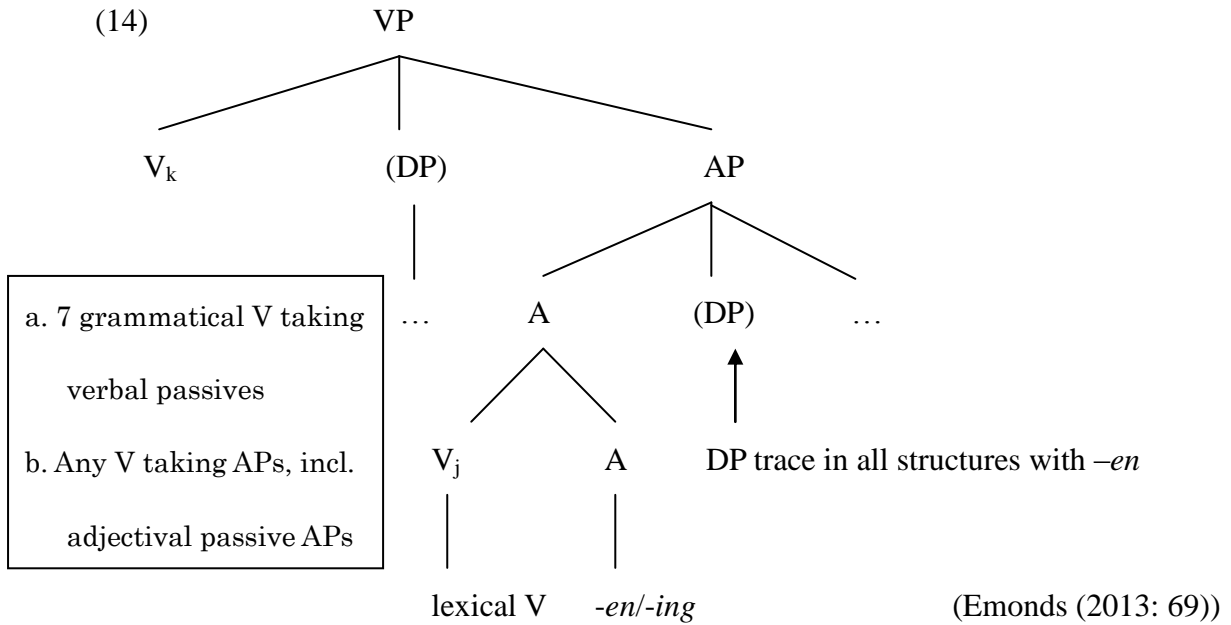 (14) VP
V_k (DP) AP
a. 7 grammatical V taking … A (DP) …
verbal passives
b. Any V taking APs, incl. V_j A DP trace in all structures with –en
adjectival passive APs
lexical V -en/-ing (Emonds (2013: 69))